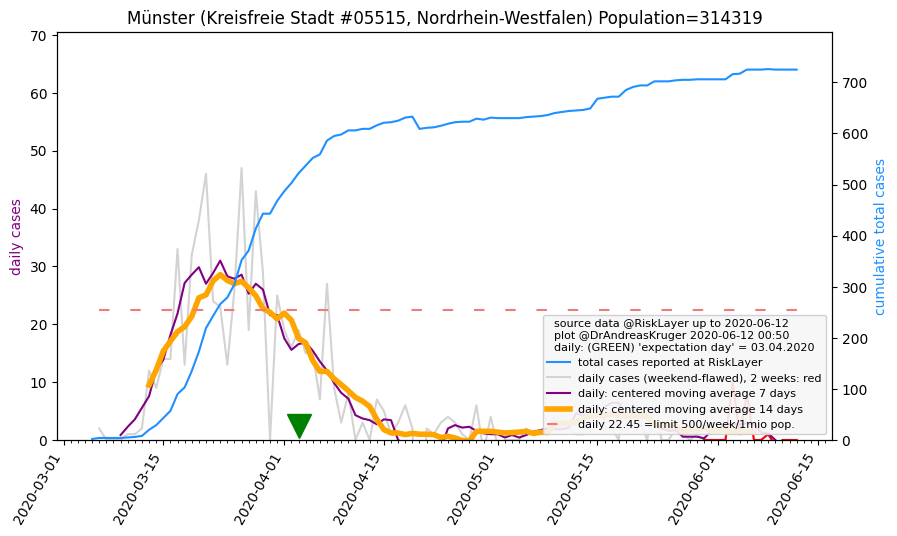 Münster (Kreisfreie Stadt #05515, Nordrhein-Westfalen) Population=314319
70
60
50
40
30
20
10
0
daily cases
700
600
500
400
300
200
100
0
cumulative total cases
source data @RiskLayer up to 2020-06-12
plot @DrAndreasKruger 2020-06-12 00:50
daily: (GREEN) 'expectation day' = 03.04.2020
total cases reported at RiskLayer
daily cases (weekend-flawed), 2 weeks: red
daily: centered moving average 7 days
daily: centered moving average 14 days
daily 22.45 =limit 500/week/1mio pop.
2020-03-01
2020-03-15
2020-04-01
2020-04-15
2020-05-01
2020-05-15
2020-06-01
2020-06-15